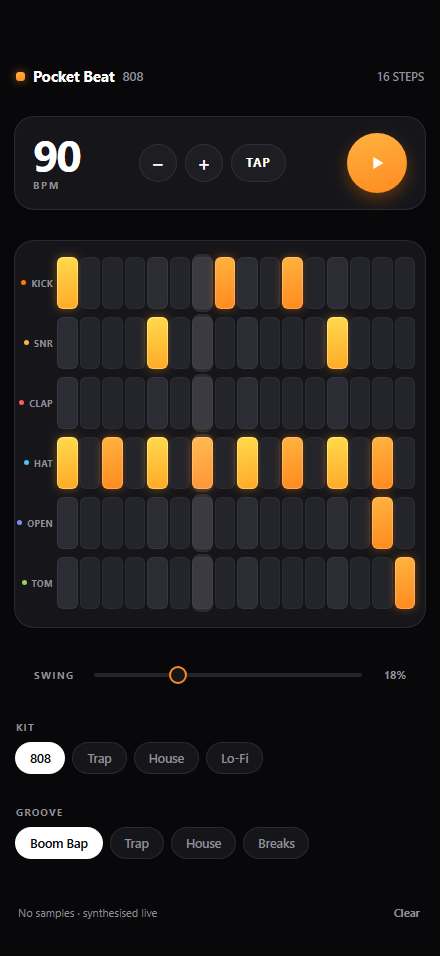 Pocket Beat 808 16 STEPS
90
BPM
− + TAP
KICK
SNR
CLAP
HAT
OPEN
TOM
SWING 18%
KIT
808 Trap House Lo-Fi
GROOVE
Boom Bap Trap House Breaks
No samples · synthesised live Clear